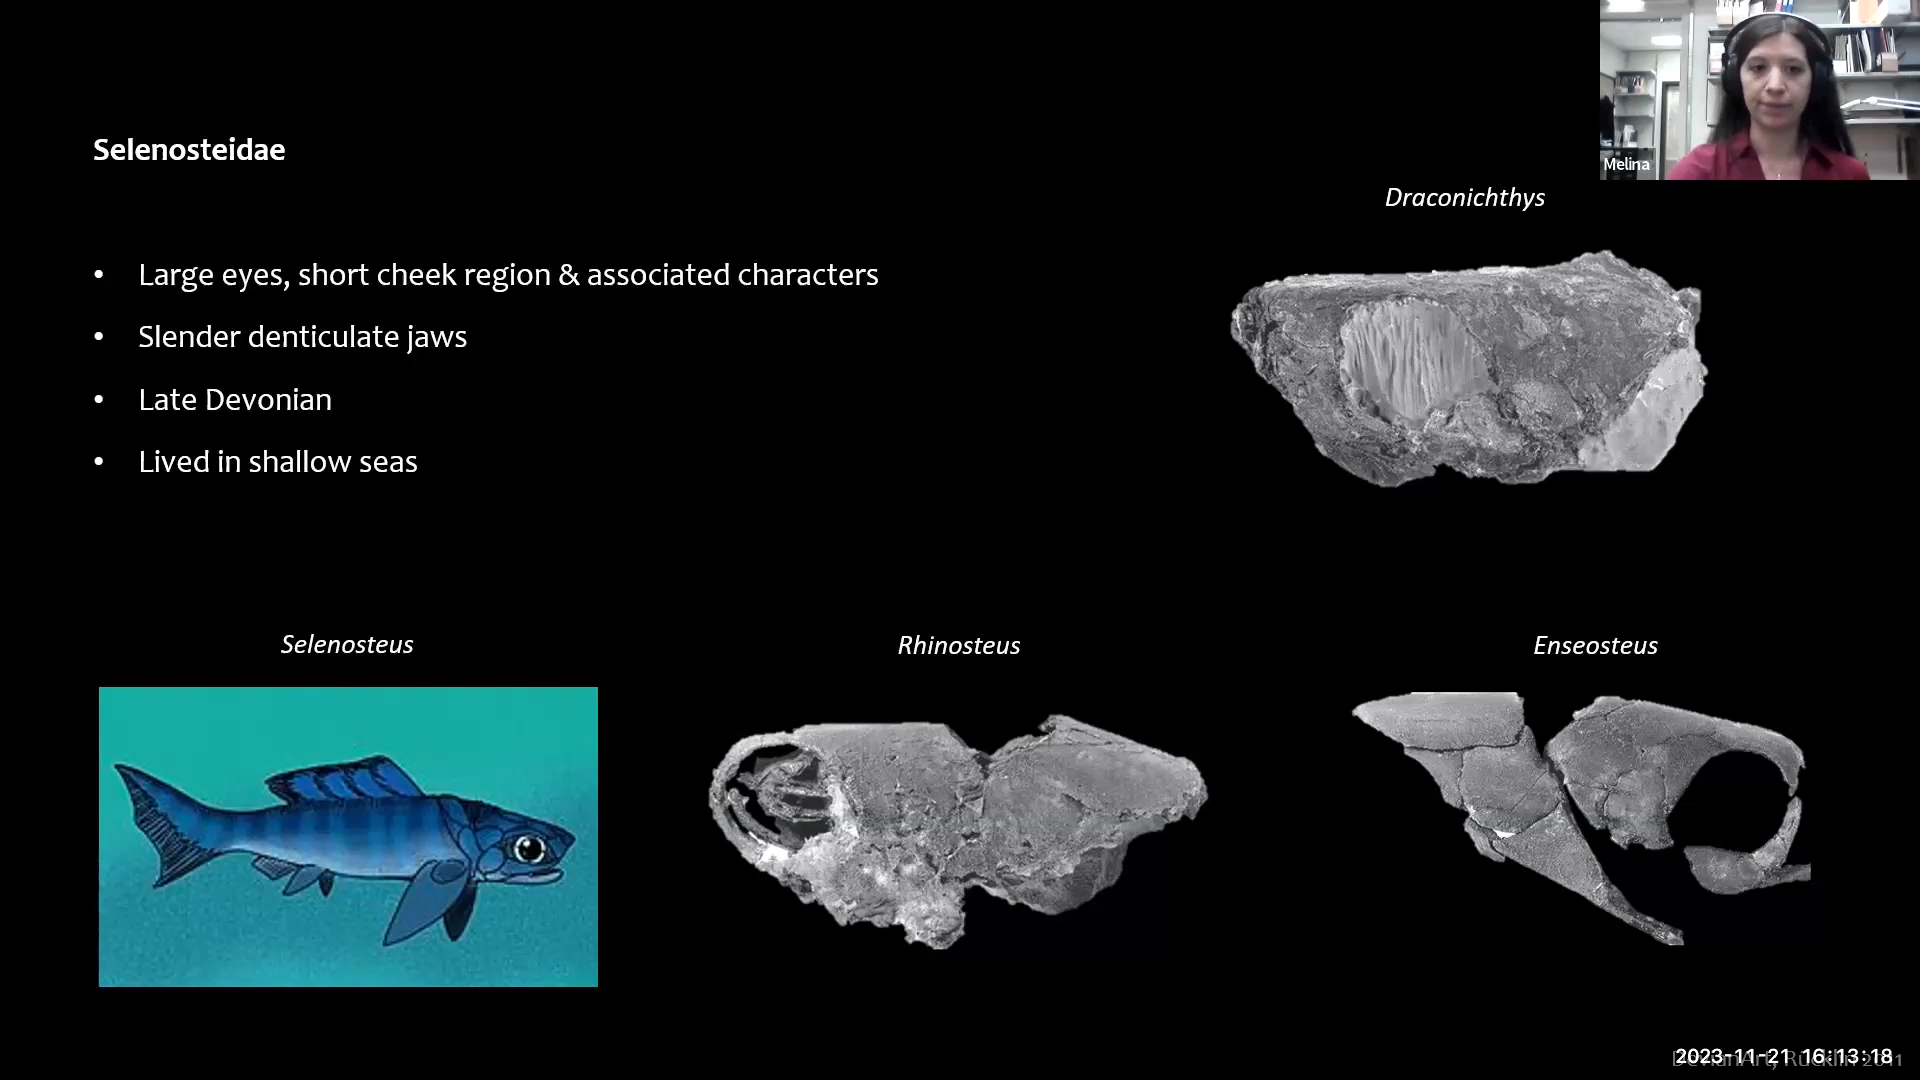 Melina
Selenosteidae
Draconichthys
• Large eyes, short cheek region & associated characters
• Slender denticulate jaws
• Late Devonian
• Lived in shallow seas
Selenosteus
Rhinosteus
Enseosteus
2023-11-21 16:13:18